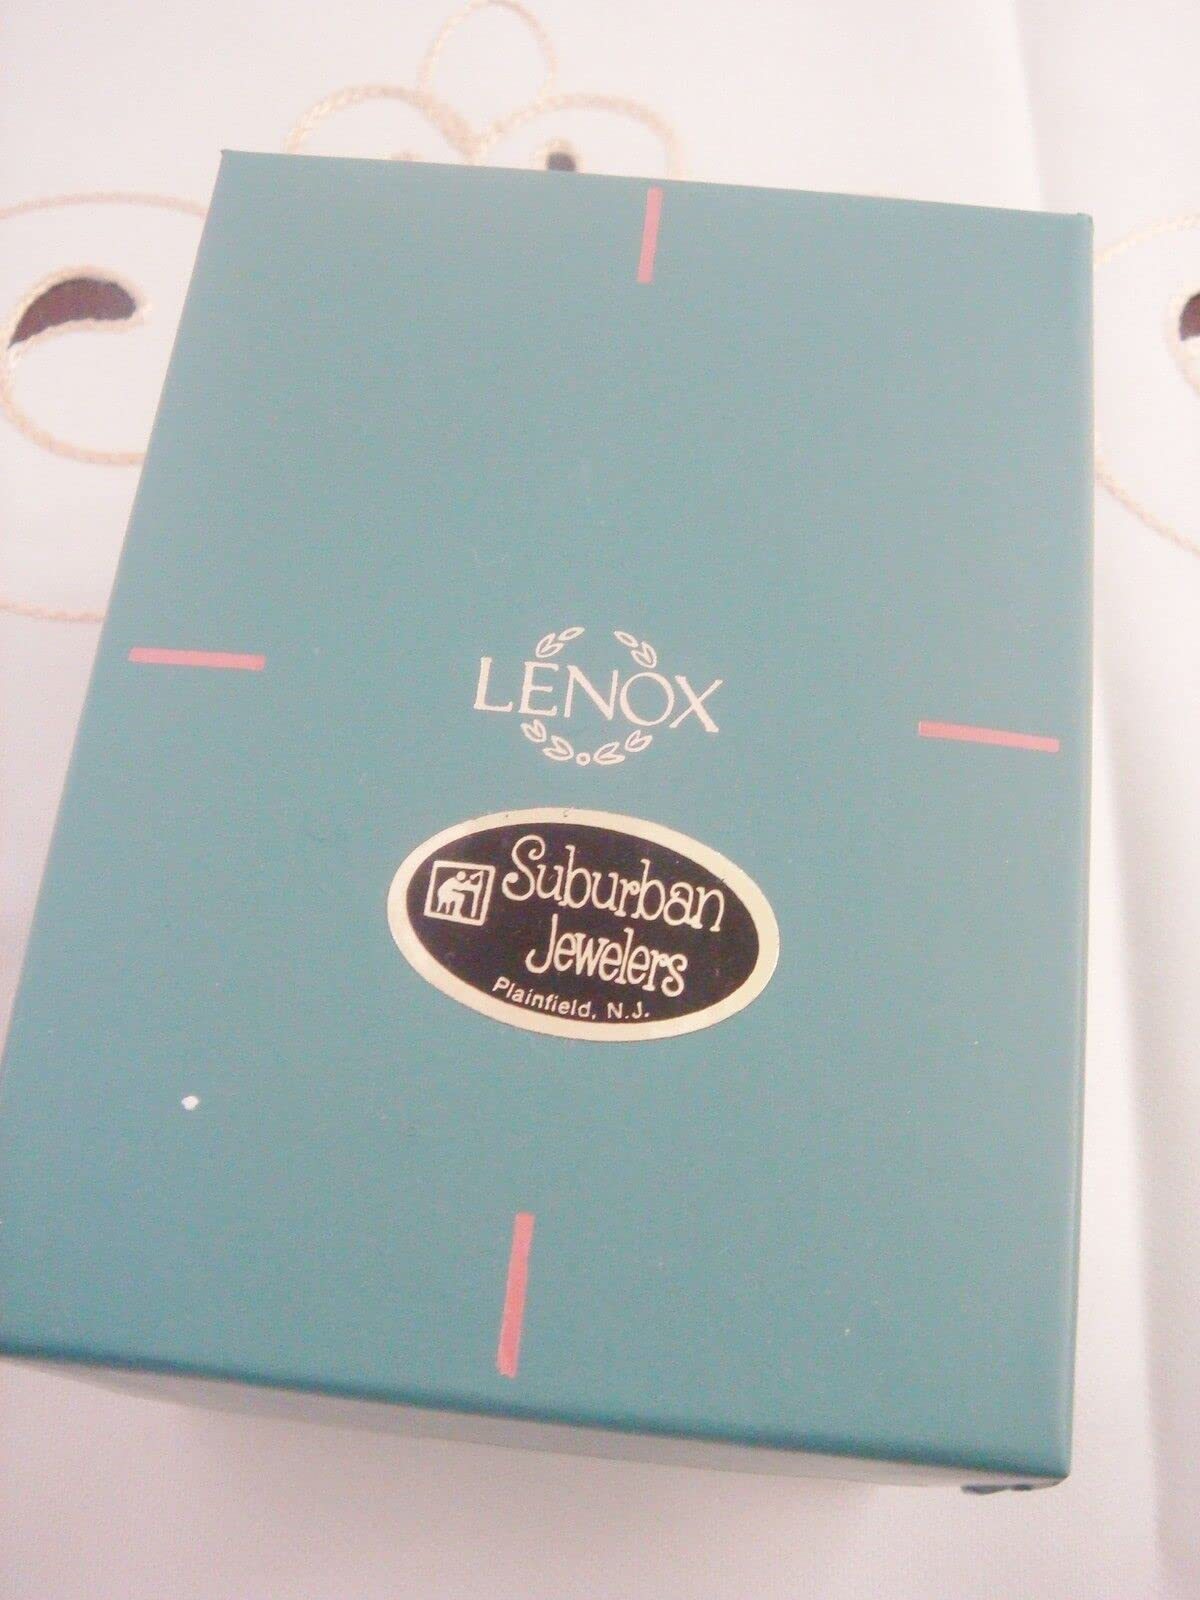 LENOX
Suburban
Jewelers
Plainfield, N.J.